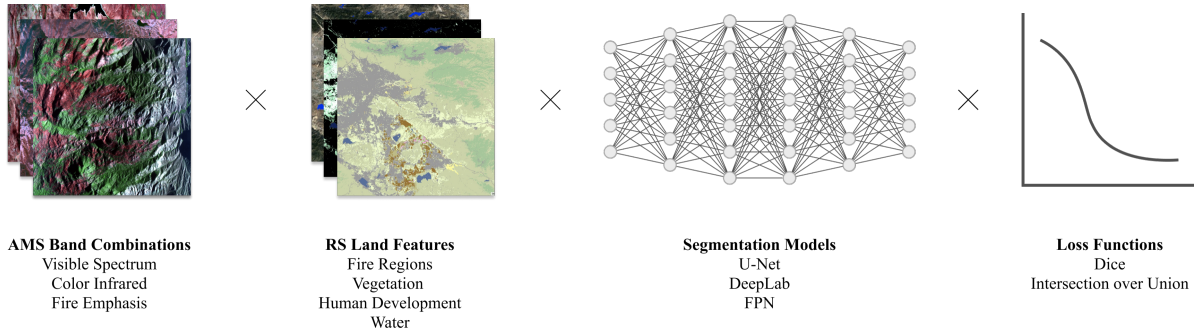 AMS Band Combinations
Visible Spectrum
Color Infrared
Fire Emphasis
RS Land Features
Fire Regions
Vegetation
Human Development
Water
Segmentation Models
U-Net
DeepLab
FPN
Loss Functions
Dice
Intersection over Union